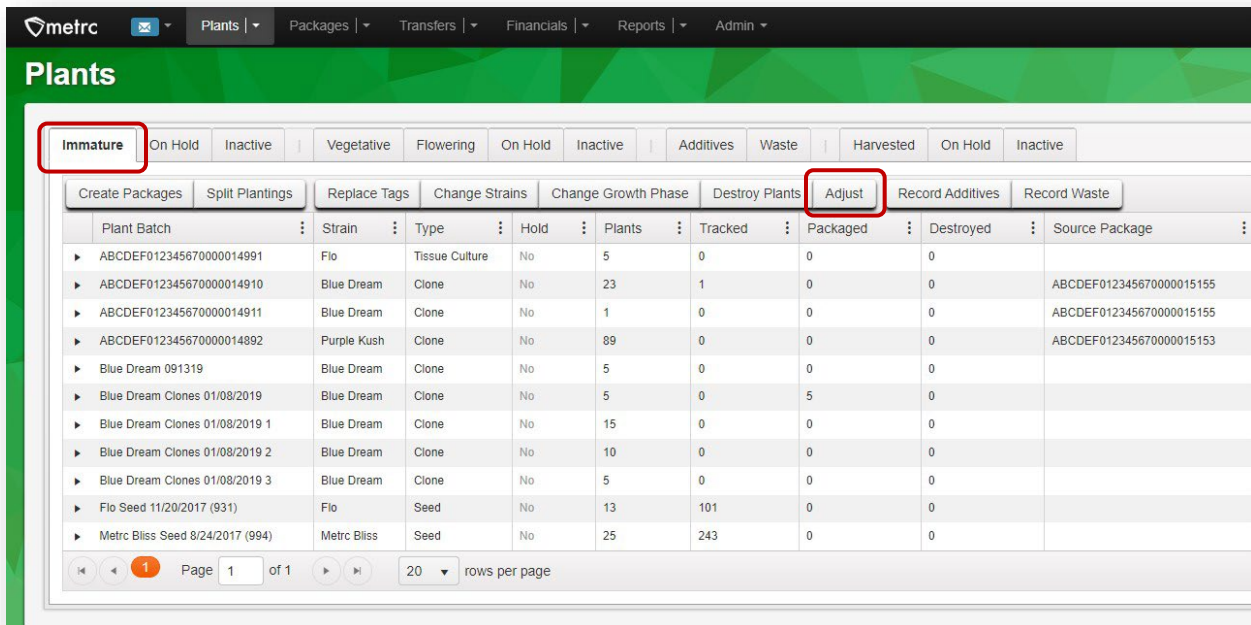 metrc Plants | Packages | Transfers | Financials | Reports | Admin
Plants
Immature On Hold Inactive | Vegetative Flowering On Hold Inactive | Additives Waste | Harvested On Hold Inactive
Create Packages Split Plantings Replace Tags Change Strains Change Growth Phase Destroy Plants Adjust Record Additives Record Waste
Plant Batch Strain Type Hold Plants Tracked Packaged Destroyed Source Package
ABCDEF012345670000014991 Flo Tissue Culture No 5 0 0 0
ABCDEF012345670000014910 Blue Dream Clone No 23 1 0 0 ABCDEF012345670000015155
ABCDEF012345670000014911 Blue Dream Clone No 1 0 0 0 ABCDEF012345670000015155
ABCDEF012345670000014892 Purple Kush Clone No 89 0 0 0 ABCDEF012345670000015153
Blue Dream 091319 Blue Dream Clone No 5 0 0 0
Blue Dream Clones 01/08/2019 Blue Dream Clone No 5 0 5 0
Blue Dream Clones 01/08/2019 1 Blue Dream Clone No 15 0 0 0
Blue Dream Clones 01/08/2019 2 Blue Dream Clone No 10 0 0 0
Blue Dream Clones 01/08/2019 3 Blue Dream Clone No 5 0 0 0
Flo Seed 11/20/2017 (931) Flo Seed No 13 101 0 0
Metrc Bliss Seed 8/24/2017 (994) Metrc Bliss Seed No 25 243 0 0
1 Page 1 of 1 20 rows per page